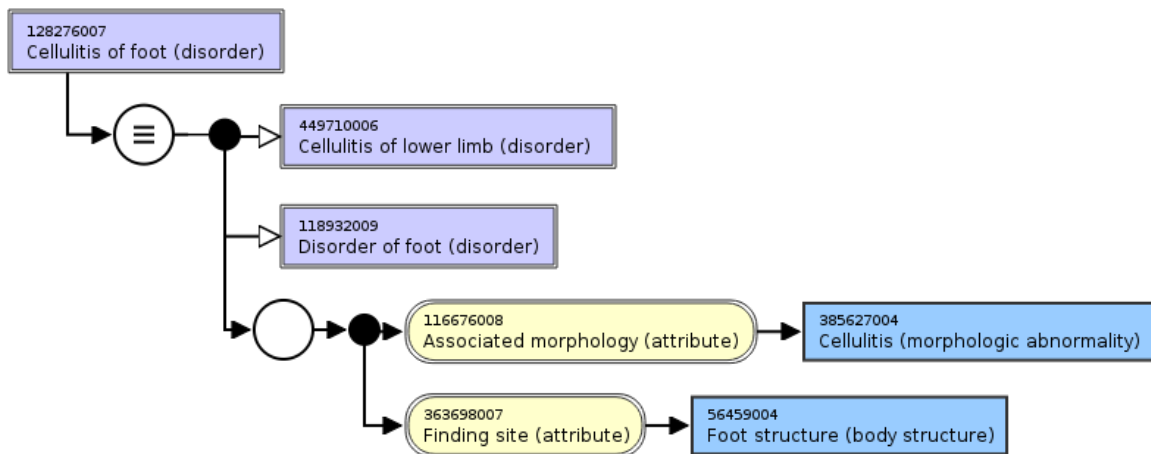 128276007
Cellulitis of foot (disorder)
449710006
Cellulitis of lower limb (disorder)
118932009
Disorder of foot (disorder)
116676008
Associated morphology (attribute)
385627004
Cellulitis (morphologic abnormality)
363698007
Finding site (attribute)
56459004
Foot structure (body structure)